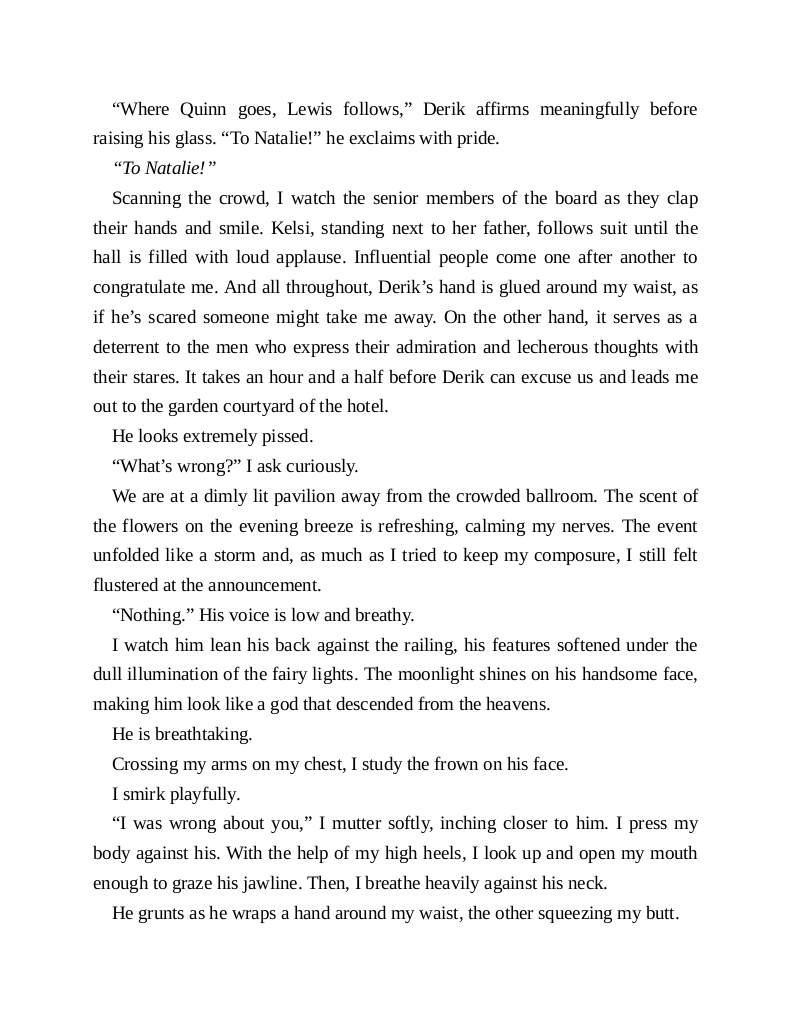 “Where Quinn goes, Lewis follows,” Derik affirms meaningfully before
raising his glass. “To Natalie!” he exclaims with pride.
“To Natalie!”
Scanning the crowd, I watch the senior members of the board as they clap
their hands and smile. Kelsi, standing next to her father, follows suit until the
hall is filled with loud applause. Influential people come one after another to
congratulate me. And all throughout, Derik’s hand is glued around my waist, as
if he’s scared someone might take me away. On the other hand, it serves as a
deterrent to the men who express their admiration and lecherous thoughts with
their stares. It takes an hour and a half before Derik can excuse us and leads me
out to the garden courtyard of the hotel.
He looks extremely pissed.
“What’s wrong?” I ask curiously.
We are at a dimly lit pavilion away from the crowded ballroom. The scent of
the flowers on the evening breeze is refreshing, calming my nerves. The event
unfolded like a storm and, as much as I tried to keep my composure, I still felt
flustered at the announcement.
“Nothing.” His voice is low and breathy.
I watch him lean his back against the railing, his features softened under the
dull illumination of the fairy lights. The moonlight shines on his handsome face,
making him look like a god that descended from the heavens.
He is breathtaking.
Crossing my arms on my chest, I study the frown on his face.
I smirk playfully.
“I was wrong about you,” I mutter softly, inching closer to him. I press my
body against his. With the help of my high heels, I look up and open my mouth
enough to graze his jawline. Then, I breathe heavily against his neck.
He grunts as he wraps a hand around my waist, the other squeezing my butt.